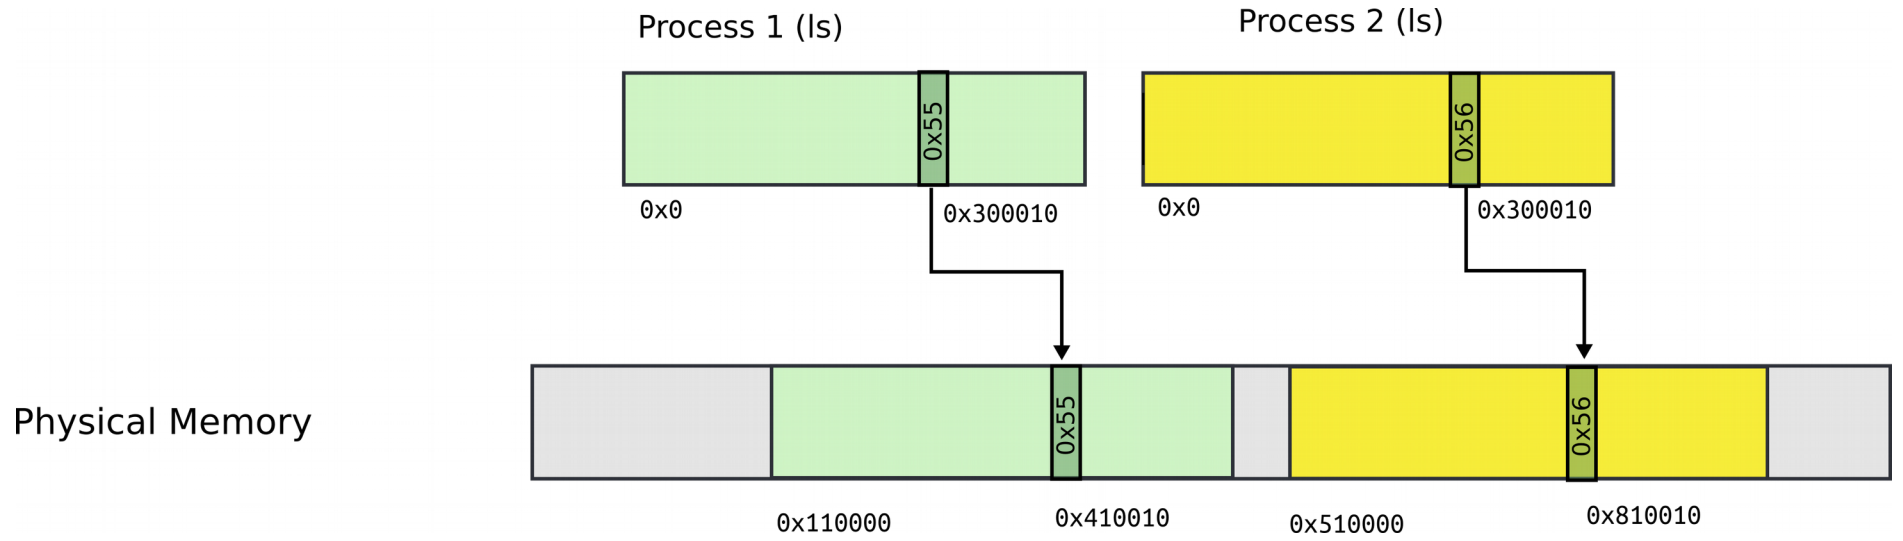 Process 1 (ls)
Process 2 (ls)
0x55
0x56
0x0
0x300010
0x0
0x300010
Physical Memory
0x55
0x56
0x110000
0x410010
0x510000
0x810010